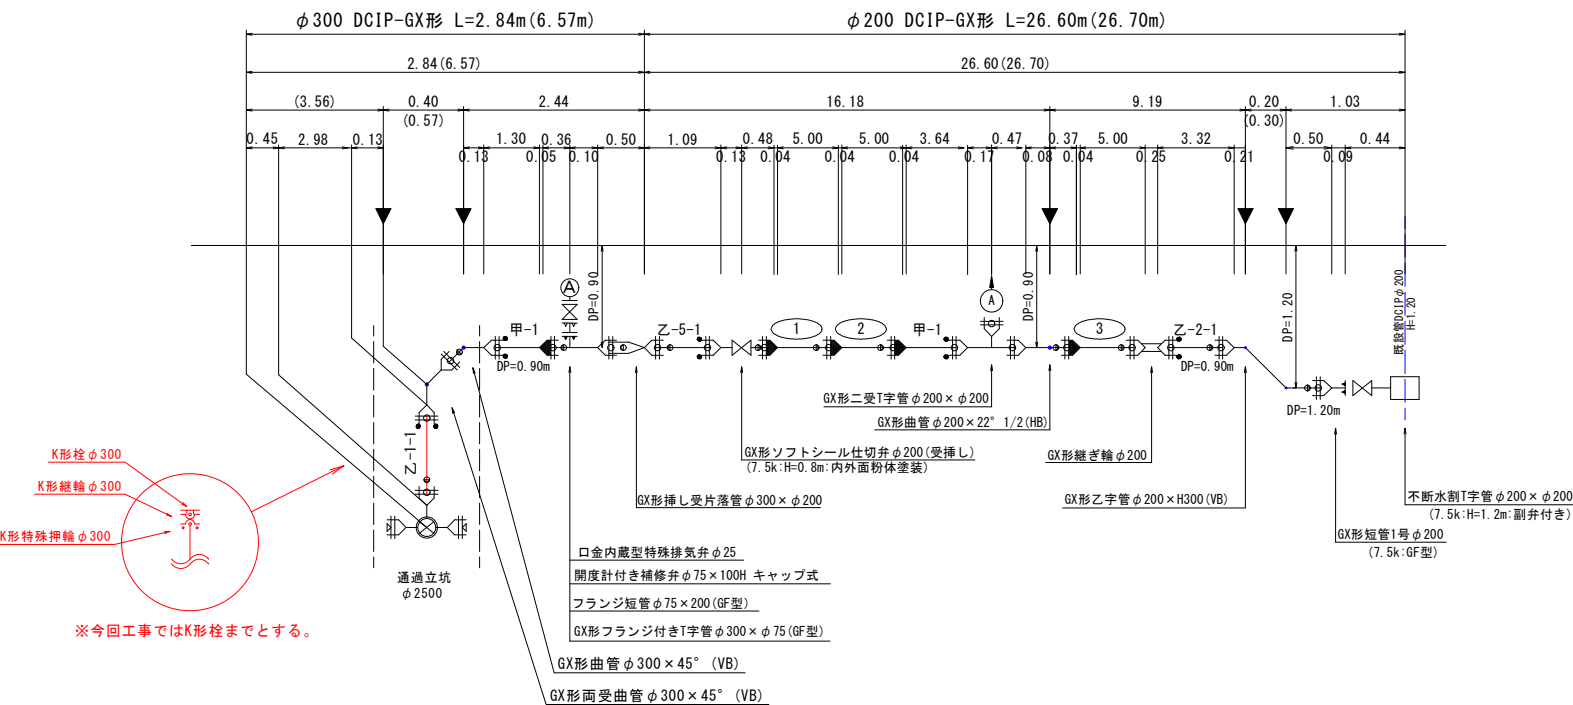 φ300 DCIP-GX形 L=2.84m(6.57m)
φ200 DCIP-GX形 L=26.60m(26.70m)
2.84(6.57)
26.60(26.70)
(3.56)
0.40
(0.57)
2.44
16.18
9.19
0.20
(0.30)
1.03
0.45
2.98
0.13
0.13
1.30
0.05
0.36
0.10
0.50
1.09
0.13
0.48
0.04
5.00
0.04
5.00
0.04
3.64
0.17
0.47
0.08
0.37
0.04
5.00
0.25
3.32
0.21
0.50
0.09
0.44
DP=0.90
DP=0.90
DP=1.20
既設管DCIPφ200
H=1.20
A
A
甲-1
乙-5-1
1
2
甲-1
3
乙-2-1
DP=0.90m
DP=0.90m
DP=1.20m
乙-1-1
GX形二受T字管φ200×φ200
GX形曲管φ200×22° 1/2(HB)
GX形ソフトシール仕切弁φ200(受挿し)
(7.5k:H=0.8m:内外面粉体塗装)
GX形継ぎ輪φ200
GX形挿し受片落管φ300×φ200
GX形乙字管φ200×H300(VB)
不断水割T字管φ200×φ200
(7.5k:H=1.2m:副弁付き)
GX形短管1号φ200
(7.5k:GF型)
K形栓φ300
K形継輪φ300
K形特殊押輪φ300
※今回工事ではK形栓までとする。
通過立坑
φ2500
口金内蔵型特殊排気弁φ25
開度計付き補修弁φ75×100H キャップ式
フランジ短管φ75×200(GF型)
GX形フランジ付きT字管φ300×φ75(GF型)
GX形曲管φ300×45° (VB)
GX形両受曲管φ300×45° (VB)